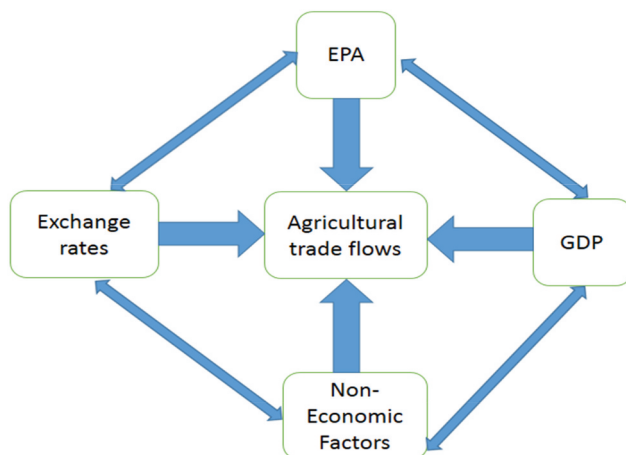 EPA
Exchange
rates
Agricultural
trade flows
GDP
Non-
Economic
Factors